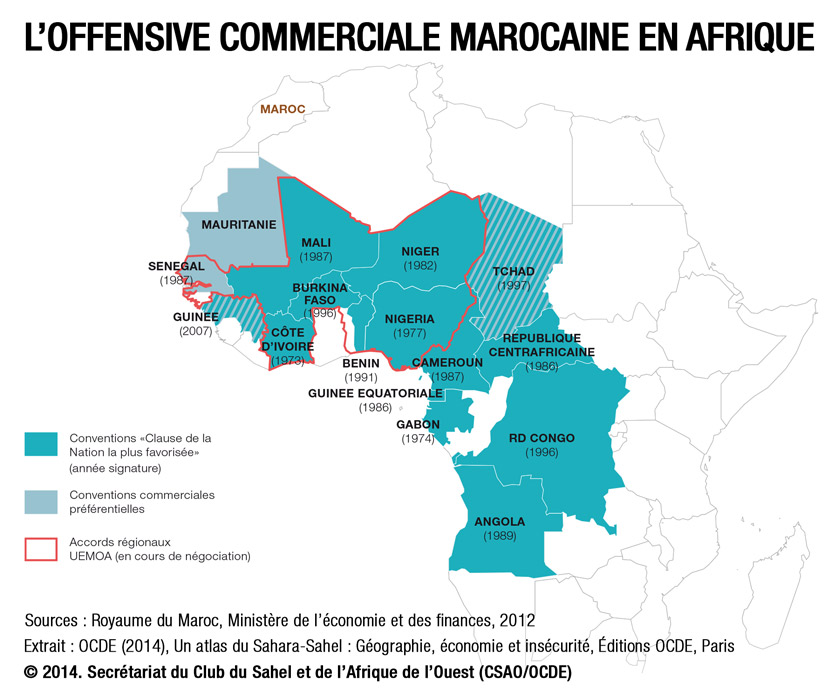 L'OFFENSIVE COMMERCIALE MAROCAINE EN AFRIQUE
MAROC
MAURITANIE
MALI
(1987)
NIGER
(1982)
TCHAD
(1997)
SENEGAL
(1987)
BURKINA
FASO
(1996)
GUINEE
(2007)
NIGERIA
(1977)
CÔTE
D'IVOIRE
(1973)
RÉPUBLIQUE
CENTRAFRICAINE
(1986)
BENIN
(1991)
CAMEROUN
(1987)
GUINEE EQUATORIALE
(1986)
GABON
(1974)
RD CONGO
(1996)
ANGOLA
(1989)
Conventions «Clause de la
Nation la plus favorisée»
(année signature)
Conventions commerciales
préférentielles
Accords régionaux
UEMOA (en cours de négociation)
Sources : Royaume du Maroc, Ministère de l'économie et des finances, 2012
Extrait : OCDE (2014), Un atlas du Sahara-Sahel : Géographie, économie et insécurité, Éditions OCDE, Paris
© 2014. Secrétariat du Club du Sahel et de l'Afrique de l'Ouest (CSAO/OCDE)